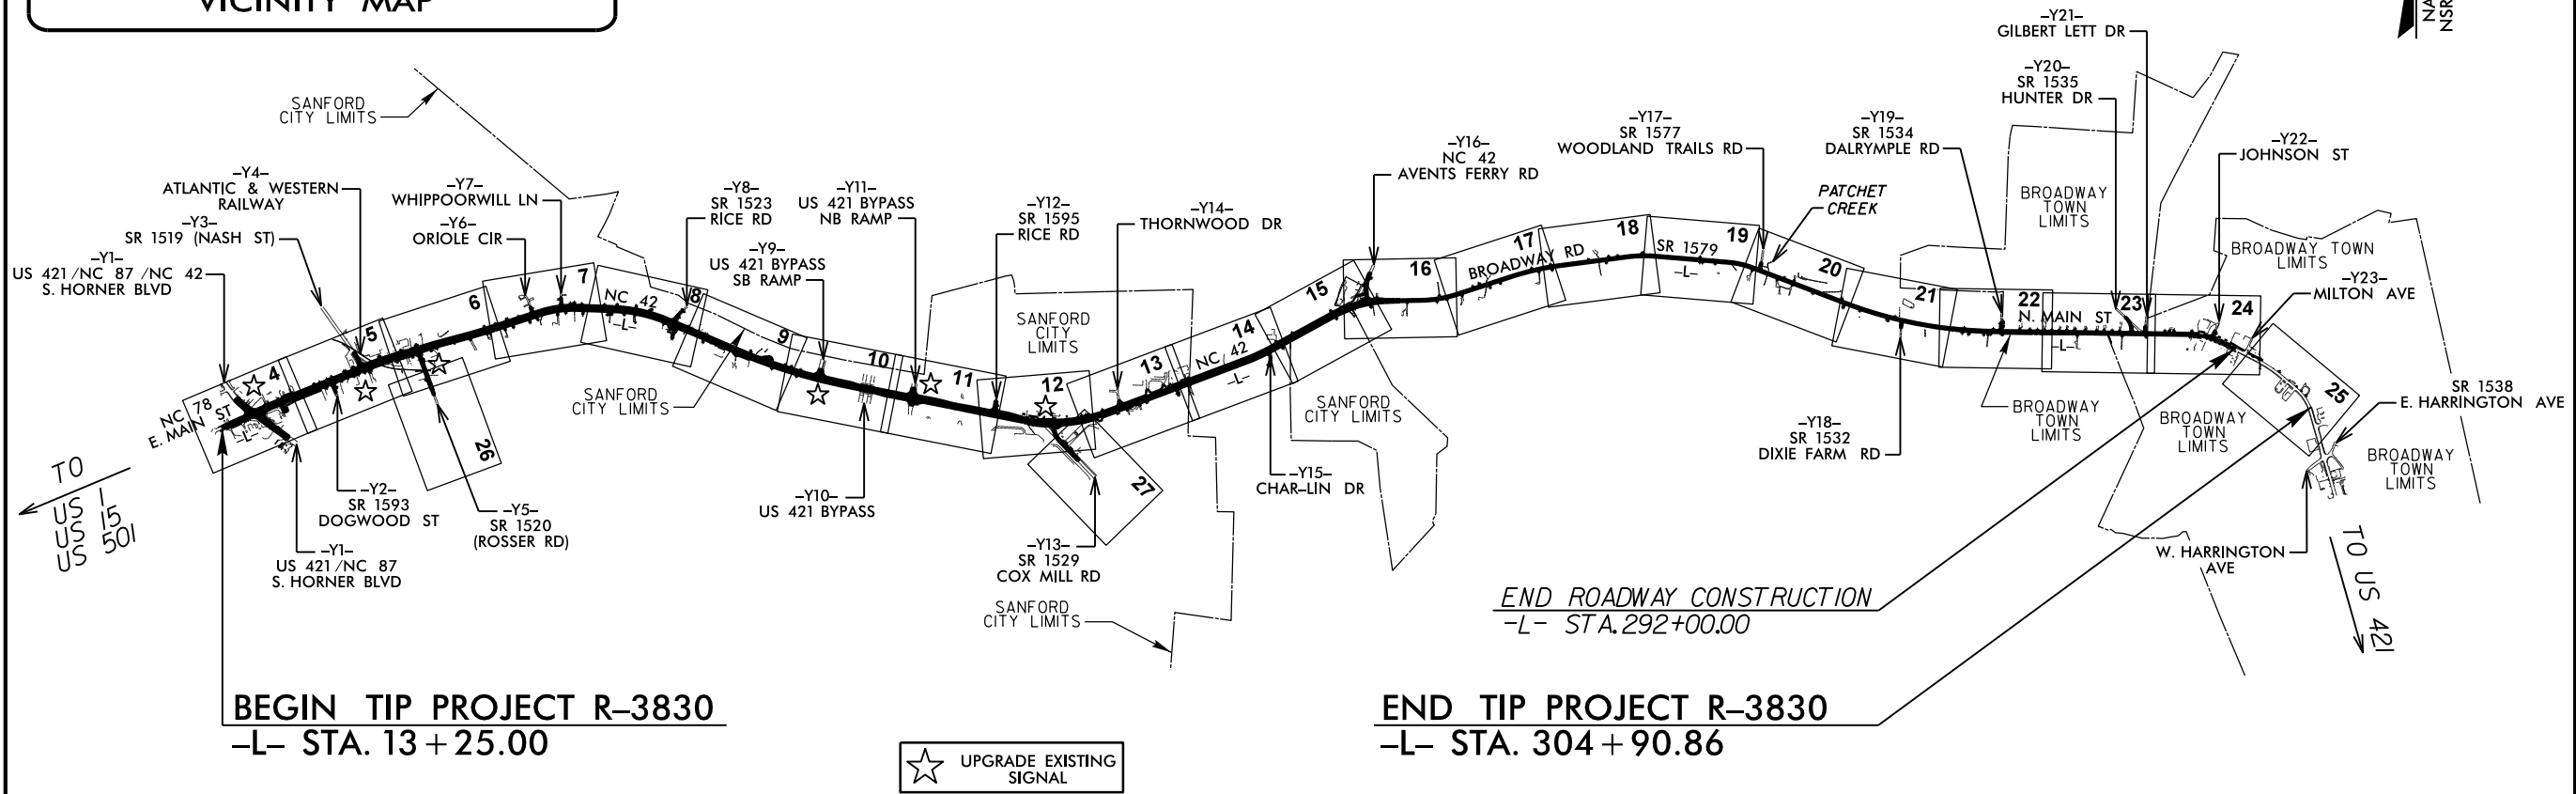 VICINITY MAP
NA
NSR
SANFORD
CITY LIMITS
-Y1-
US 421/NC 87 /NC 42
S. HORNER BLVD
-Y3-
SR 1519 (NASH ST)
-Y4-
ATLANTIC & WESTERN
RAILWAY
-Y6-
ORIOLE CIR
-Y7-
WHIPPOORWILL LN
-Y8-
SR 1523
RICE RD
-Y9-
US 421 BYPASS
SB RAMP
-Y11-
US 421 BYPASS
NB RAMP
-Y12-
SR 1595
RICE RD
SANFORD
CITY
LIMITS
-Y14-
THORNWOOD DR
-Y16-
NC 42
AVENTS FERRY RD
-Y17-
SR 1577
WOODLAND TRAILS RD
PATCHET
CREEK
-Y19-
SR 1534
DALRYMPLE RD
-Y20-
SR 1535
HUNTER DR
-Y21-
GILBERT LETT DR
BROADWAY
TOWN
LIMITS
-Y22-
JOHNSON ST
BROADWAY TOWN
LIMITS
-Y23-
MILTON AVE
SR 1538
E. HARRINGTON AVE
BROADWAY
TOWN
LIMITS
4
5
6
7
8
9
10
11
12
13
14
15
16
17
18
19
20
21
22
23
24
25
26
27
NC 78
E. MAIN ST
-L-
NC 42
-L-
NC 42
-L-
BROADWAY RD
SR 1579
-L-
N. MAIN ST
-L-
TO
US 1
US 15
US 501
-Y1-
US 421/NC 87
S. HORNER BLVD
-Y2-
SR 1593
DOGWOOD ST
-Y5-
SR 1520
(ROSSER RD)
SANFORD
CITY LIMITS
-Y10-
US 421 BYPASS
-Y13-
SR 1529
COX MILL RD
SANFORD
CITY LIMITS
-Y15-
CHAR-LIN DR
SANFORD
CITY LIMITS
-Y18-
SR 1532
DIXIE FARM RD
BROADWAY
TOWN
LIMITS
BROADWAY
TOWN
LIMITS
W. HARRINGTON
AVE
TO US 421
END ROADWAY CONSTRUCTION
-L- STA.292+00.00
BEGIN TIP PROJECT R-3830
-L- STA. 13+25.00
END TIP PROJECT R-3830
-L- STA. 304+90.86
UPGRADE EXISTING
SIGNAL